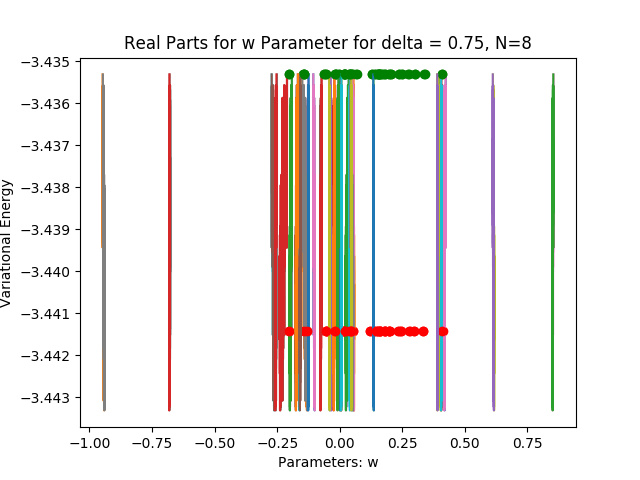 Real Parts for w Parameter for delta = 0.75, N=8
−3.435
−3.436
−3.437
−3.438
−3.439
−3.440
−3.441
−3.442
−3.443
Variational Energy
−1.00 −0.75 −0.50 −0.25 0.00 0.25 0.50 0.75
Parameters: w